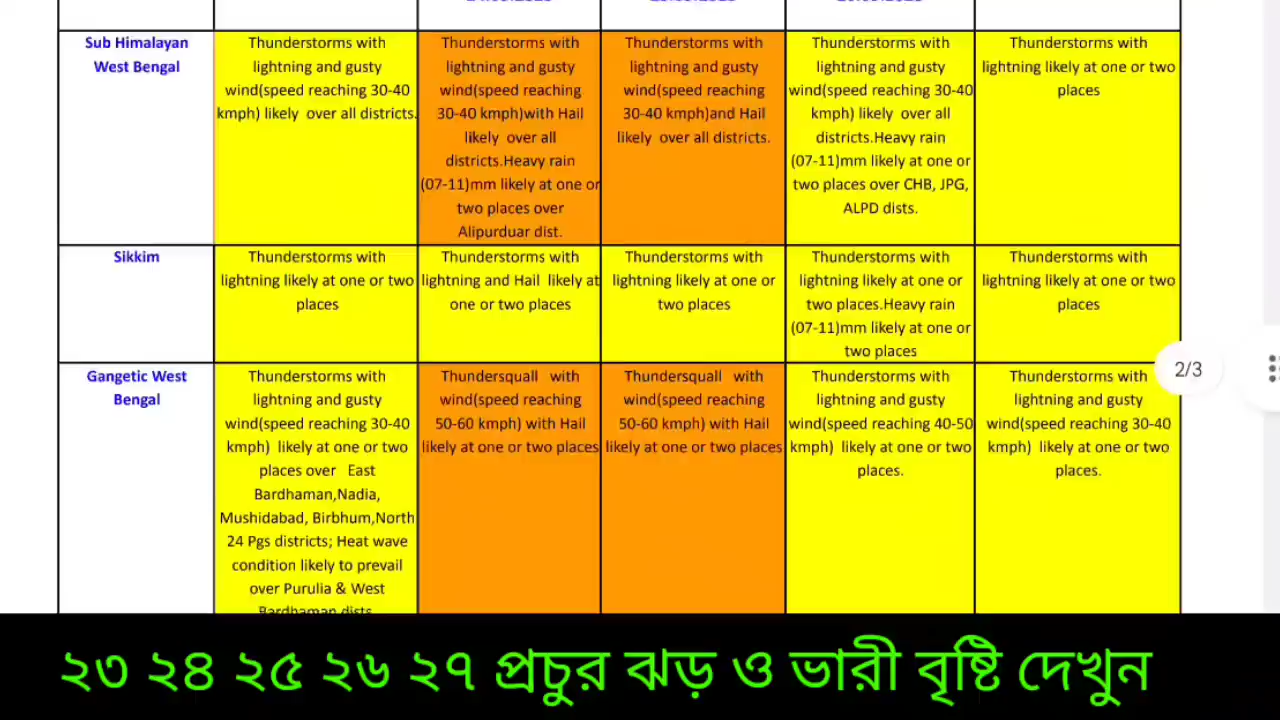 Sub Himalayan
West Bengal
Thunderstorms with
lightning and gusty
wind(speed reaching 30-40
kmph) likely over all districts.
Thunderstorms with
lightning and gusty
wind(speed reaching
30-40 kmph)with Hail
likely over all
districts.Heavy rain
(07-11)mm likely at one or
two places over
Alipurduar dist.
Thunderstorms with
lightning and gusty
wind(speed reaching
30-40 kmph)and Hail
likely over all districts.
Thunderstorms with
lightning and gusty
wind(speed reaching 30-40
kmph) likely over all
districts.Heavy rain
(07-11)mm likely at one or
two places over CHB, JPG,
ALPD dists.
Thunderstorms with
lightning likely at one or two
places
Sikkim
Thunderstorms with
lightning likely at one or two
places
Thunderstorms with
lightning and Hail likely at
one or two places
Thunderstorms with
lightning likely at one or
two places
Thunderstorms with
lightning likely at one or
two places.Heavy rain
(07-11)mm likely at one or
two places
Thunderstorms with
lightning likely at one or two
places
Gangetic West
Bengal
Thunderstorms with
lightning and gusty
wind(speed reaching 30-40
kmph) likely at one or two
places over East
Bardhaman,Nadia,
Mushidabad, Birbhum,North
24 Pgs districts; Heat wave
condition likely to prevail
over Purulia & West
Bardhaman dists
Thundersquall with
wind(speed reaching
50-60 kmph) with Hail
likely at one or two places
Thundersquall with
wind(speed reaching
50-60 kmph) with Hail
likely at one or two places
Thunderstorms with
lightning and gusty
wind(speed reaching 40-50
kmph) likely at one or two
places.
Thunderstorms with
lightning and gusty
wind(speed reaching 30-40
kmph) likely at one or two
places.
2/3
২৩ ২৪ ২৫ ২৬ ২৭ প্রচুর ঝড় ও ভারী বৃষ্টি দেখুন